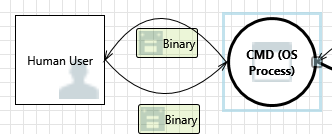 Binary
Human User
CMD (OS
Process)
Binary